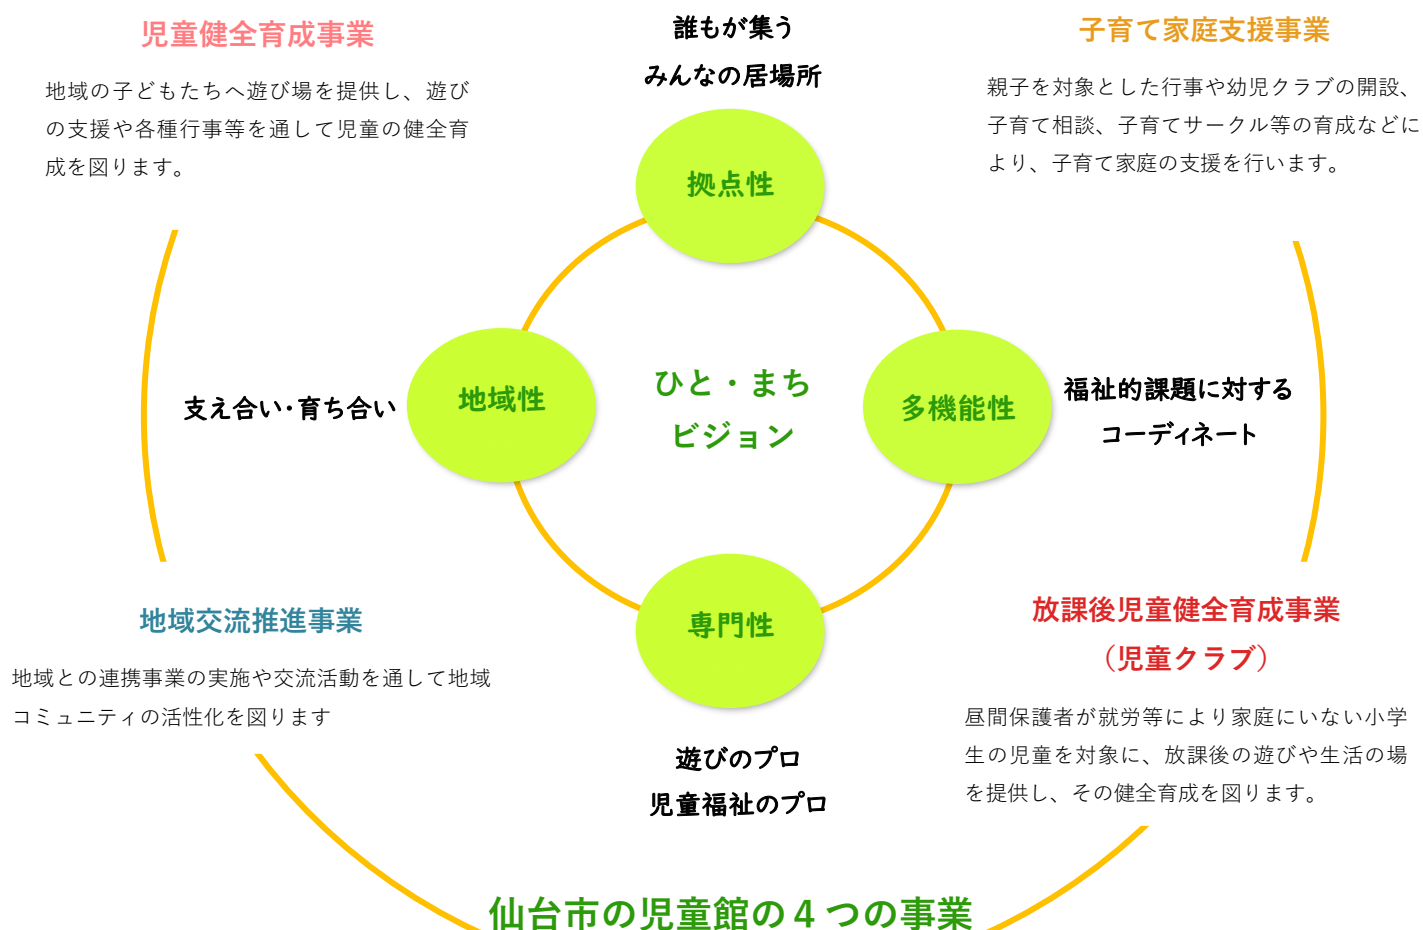 児童健全育成事業
地域の子どもたちへ遊び場を提供し、遊び
の支援や各種行事等を通して児童の健全育
成を図ります。
誰もが集う
みんなの居場所
子育て家庭支援事業
親子を対象とした行事や幼児クラブの開設、
子育て相談、子育てサークル等の育成などに
より、子育て家庭の支援を行います。
拠点性
支え合い・育ち合い
地域性
ひと・まち
ビジョン
多機能性
福祉的課題に対する
コーディネート
専門性
遊びのプロ
児童福祉のプロ
地域交流推進事業
地域との連携事業の実施や交流活動を通して地域
コミュニティの活性化を図ります
放課後児童健全育成事業
（児童クラブ）
昼間保護者が就労等により家庭にいない小学
生の児童を対象に、放課後の遊びや生活の場
を提供し、その健全育成を図ります。
仙台市の児童館の４つの事業